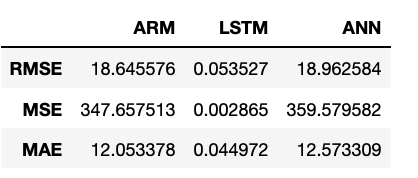 ARM LSTM ANN
RMSE 18.645576 0.053527 18.962584
MSE 347.657513 0.002865 359.579582
MAE 12.053378 0.044972 12.573309